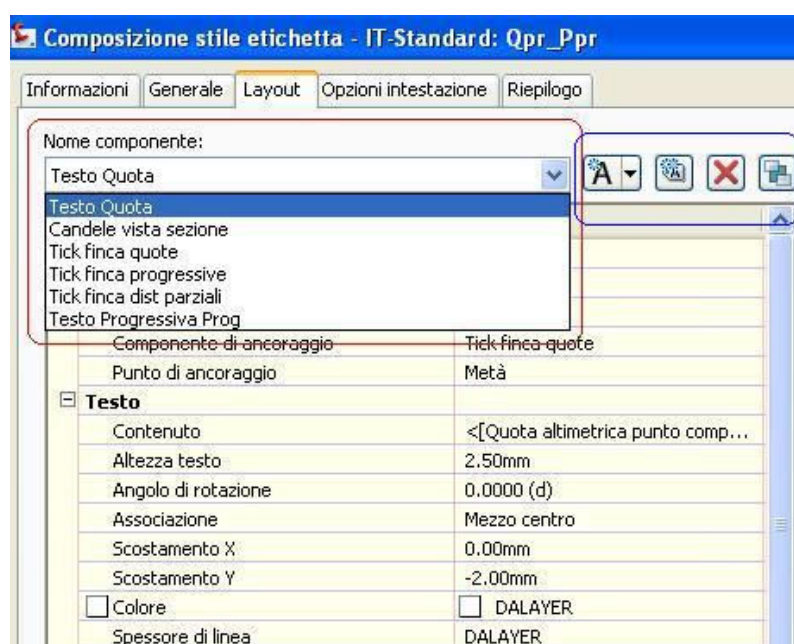 Composizione stile etichetta - IT-Standard: Qpr_Ppr
Informazioni Generale Layout Opzioni intestazione Riepilogo
Nome componente:
Testo Quota
Testo Quota
Candele vista sezione
Tick finca quote
Tick finca progressive
Tick finca dist parziali
Testo Progressiva Prog
Componente di ancoraggio Tick finca quote
Punto di ancoraggio Metà
Testo
Contenuto <[Quota altimetrica punto comp...
Altezza testo 2.50mm
Angolo di rotazione 0.0000 (d)
Associazione Mezzo centro
Scostamento X 0.00mm
Scostamento Y -2.00mm
Colore DALAYER
Spessore di linea DALAYER